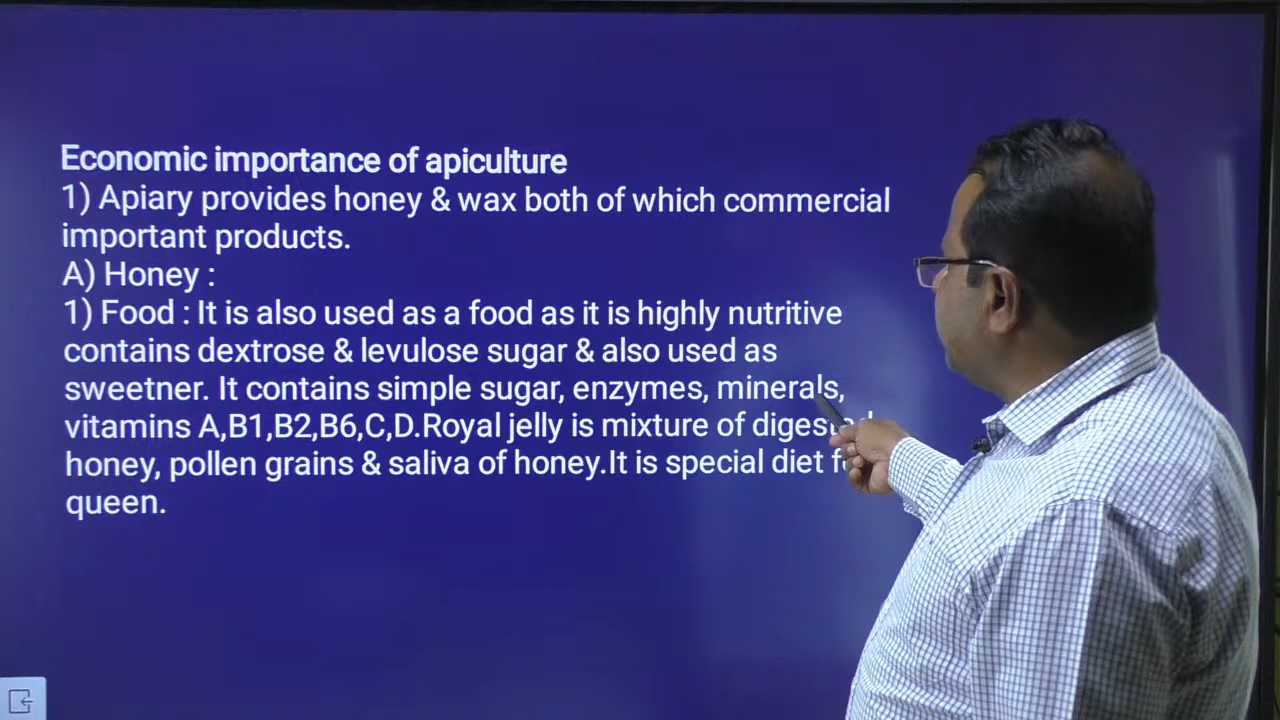 Economic importance of apiculture
1) Apiary provides honey & wax both of which commercial
important products.
A) Honey :
1) Food : It is also used as a food as it is highly nutritive
contains dextrose & levulose sugar & also used as
sweetner. It contains simple sugar, enzymes, minerals,
vitamins A,B1,B2,B6,C,D.Royal jelly is mixture of
honey, pollen grains & saliva of honey.It is special diet
queen.